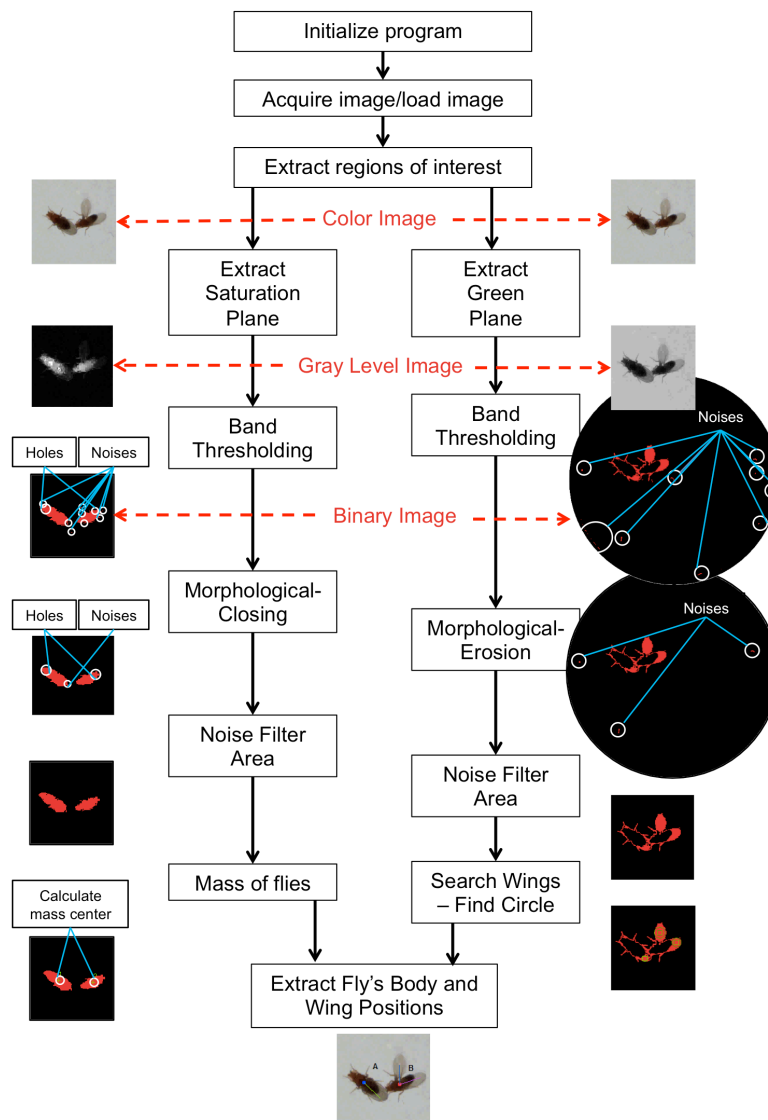 Initialize program
Acquire image/load image
Extract regions of interest
Color Image
Extract
Saturation
Plane
Extract
Green
Plane
Gray Level Image
Band
Thresholding
Band
Thresholding
Noises
Holes
Noises
Binary Image
Morphological-
Closing
Holes
Noises
Morphological-
Erosion
Noises
Noise Filter
Area
Noise Filter
Area
Mass of flies
Search Wings
– Find Circle
Calculate
mass center
Extract Fly's Body and
Wing Positions
A
B